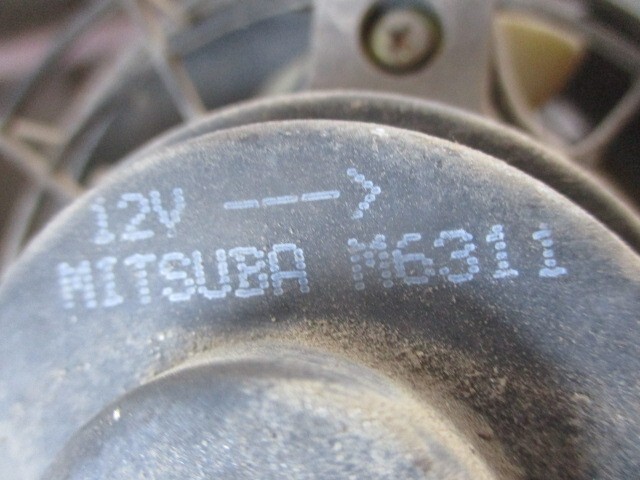 12V ---->
MITSUBA M6311